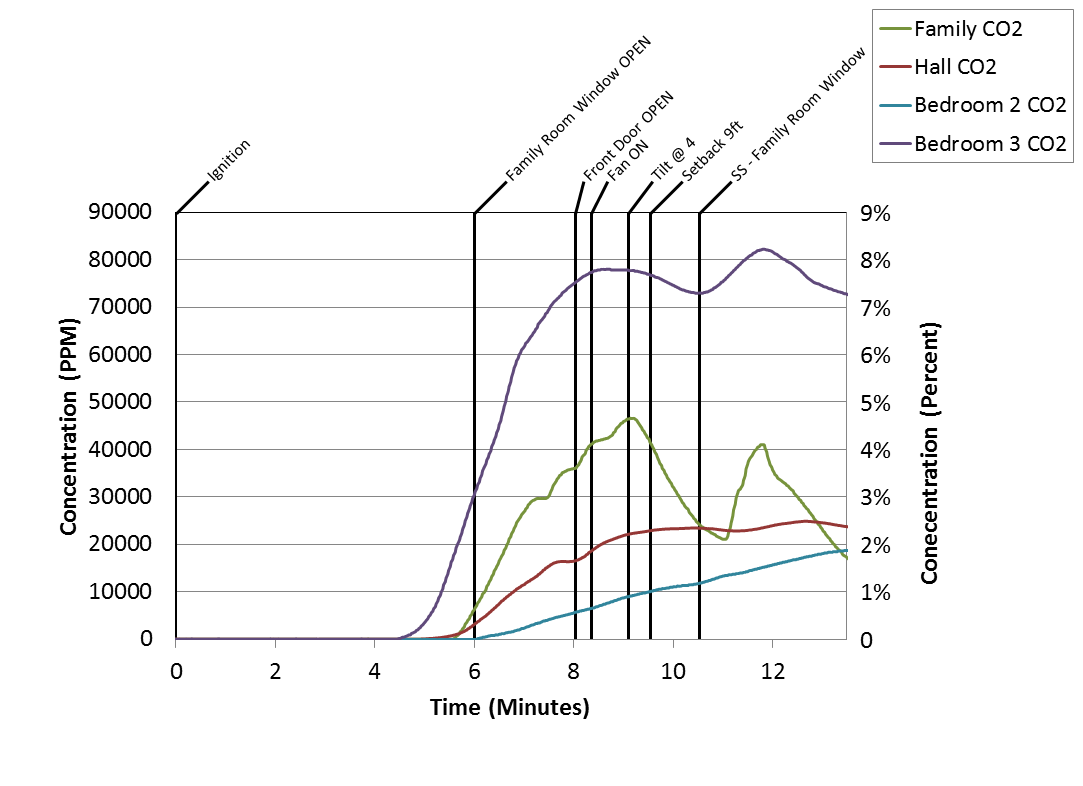 Family CO2
Hall CO2
Bedroom 2 CO2
Bedroom 3 CO2
Ignition
Family Room Window OPEN
Front Door OPEN
Fan ON
Tilt @ 4
Setback 9ft
SS - Family Room Window
90000
80000
70000
60000
50000
40000
30000
20000
10000
0
Concentration (PPM)
9%
8%
7%
6%
5%
4%
3%
2%
1%
0
Conecentration (Percent)
0 2 4 6 8 10 12
Time (Minutes)